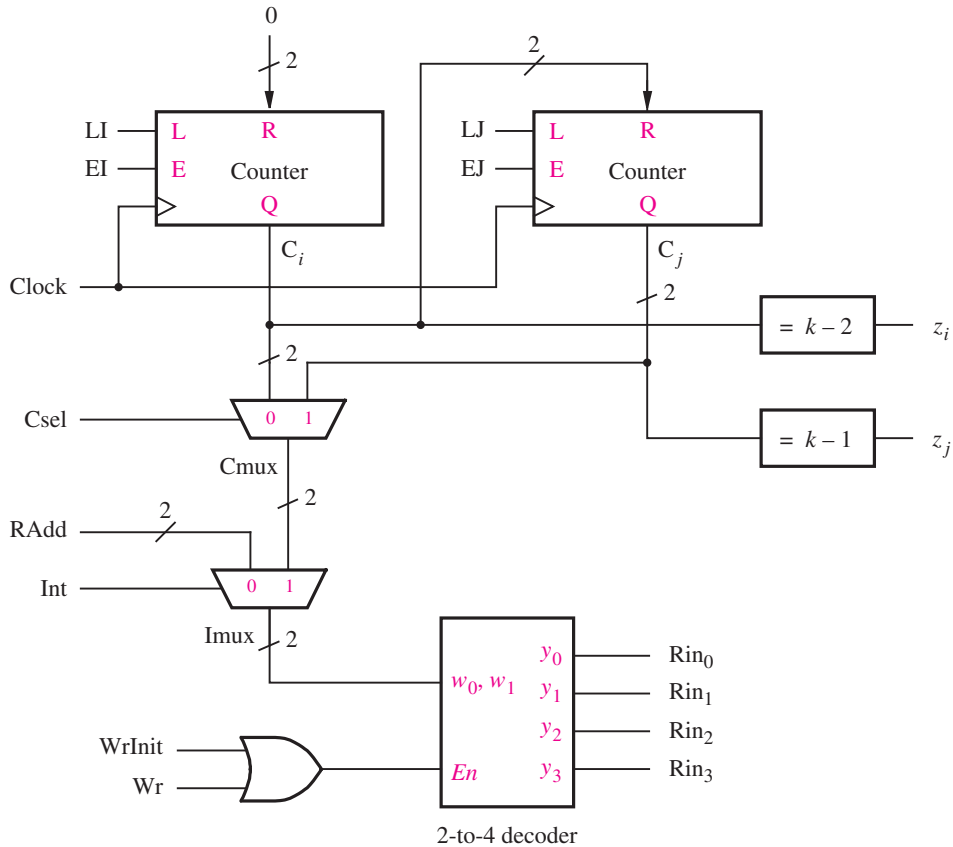 0
2
2
LI
L
R
LJ
L
R
EI
E
Counter
EJ
E
Counter
Q
Q
C_i
C_j
Clock
2
= k – 2
z_i
2
Csel
0
1
= k – 1
z_j
Cmux
2
RAdd
2
Int
0
1
Imux
2
y_0
Rin_0
w_0, w_1
y_1
Rin_1
y_2
Rin_2
WrInit
Wr
En
y_3
Rin_3
2-to-4 decoder